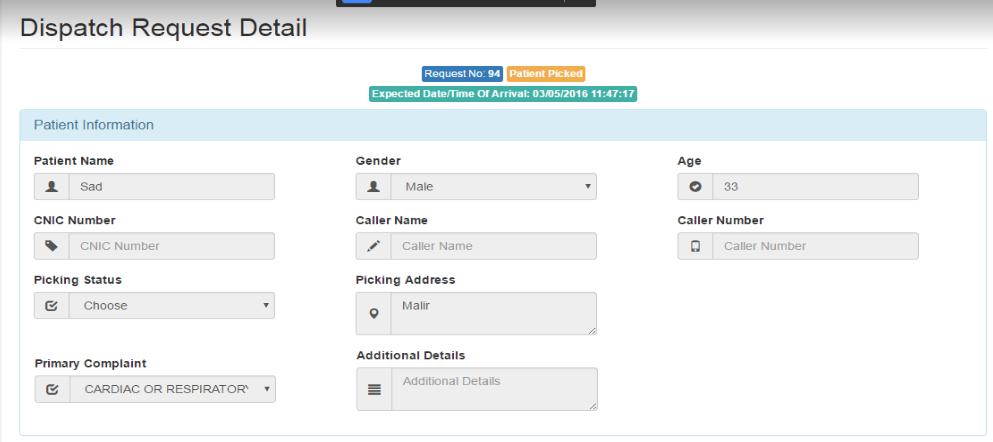 Dispatch Request Detail
Request No: 94 Patient Picked
Expected Date/Time Of Arrival: 03/05/2016 11:47:17
Patient Information
Patient Name Gender Age
Sad Male 33
CNIC Number Caller Name Caller Number
CNIC Number Caller Name Caller Number
Picking Status Picking Address
Choose Malir
Primary Complaint Additional Details
CARDIAC OR RESPIRATORY Additional Details